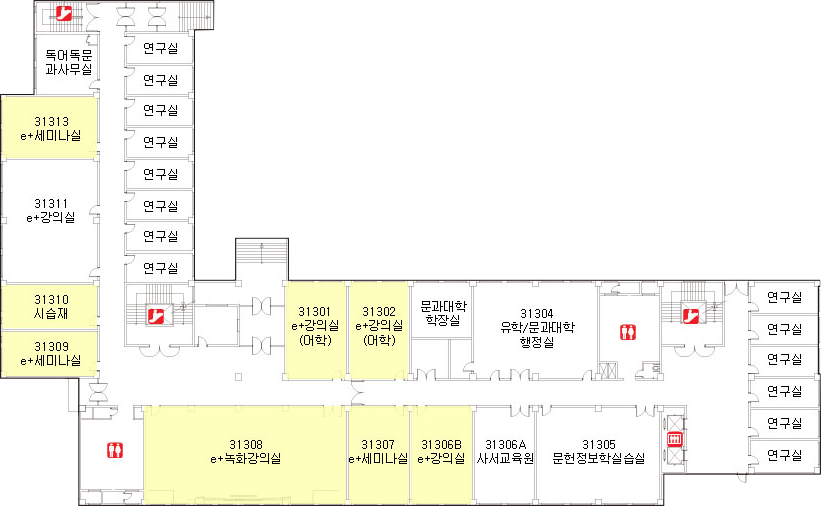 독어독문
과사무실
연구실
연구실
연구실
연구실
연구실
연구실
연구실
연구실
31313
e+세미나실
31311
e+강의실
31310
시습재
31309
e+세미나실
31301
e+강의실
(어학)
31302
e+강의실
(어학)
문과대학
학장실
31304
유학/문과대학
행정실
연구실
연구실
연구실
연구실
연구실
연구실
31308
e+녹화강의실
31307
e+세미나실
31306B
e+강의실
31306A
사서교육원
31305
문헌정보학실습실